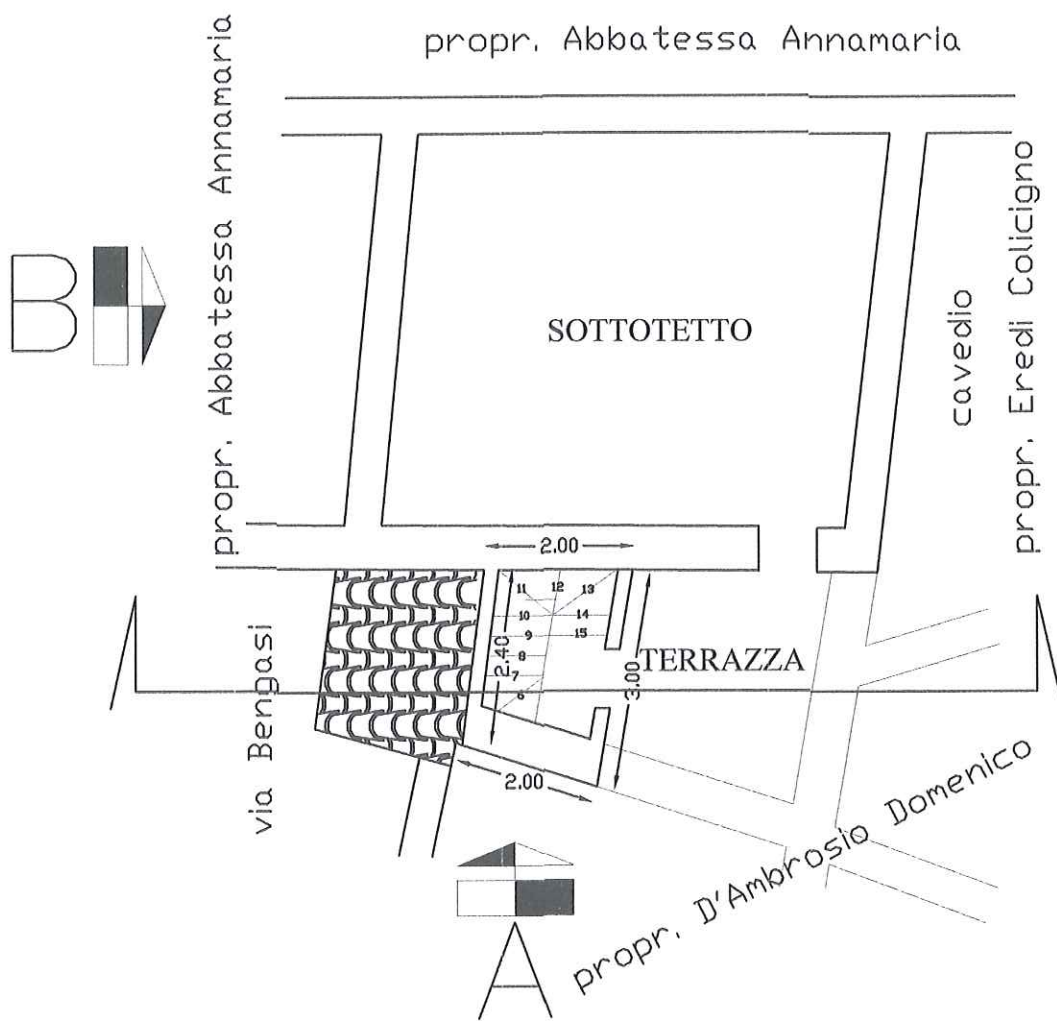 propr. Abbatessa Annamaria
propr. Abbatessa Annamaria
B
SOTTOTETTO
cavedio
propr. Eredi Colicigno
2.00
11
12
13
10
14
9
15
8
7
6
2.40
TERRAZZA
3.00
via Bengasi
2.00
propr. D'Ambrosio Domenico
A